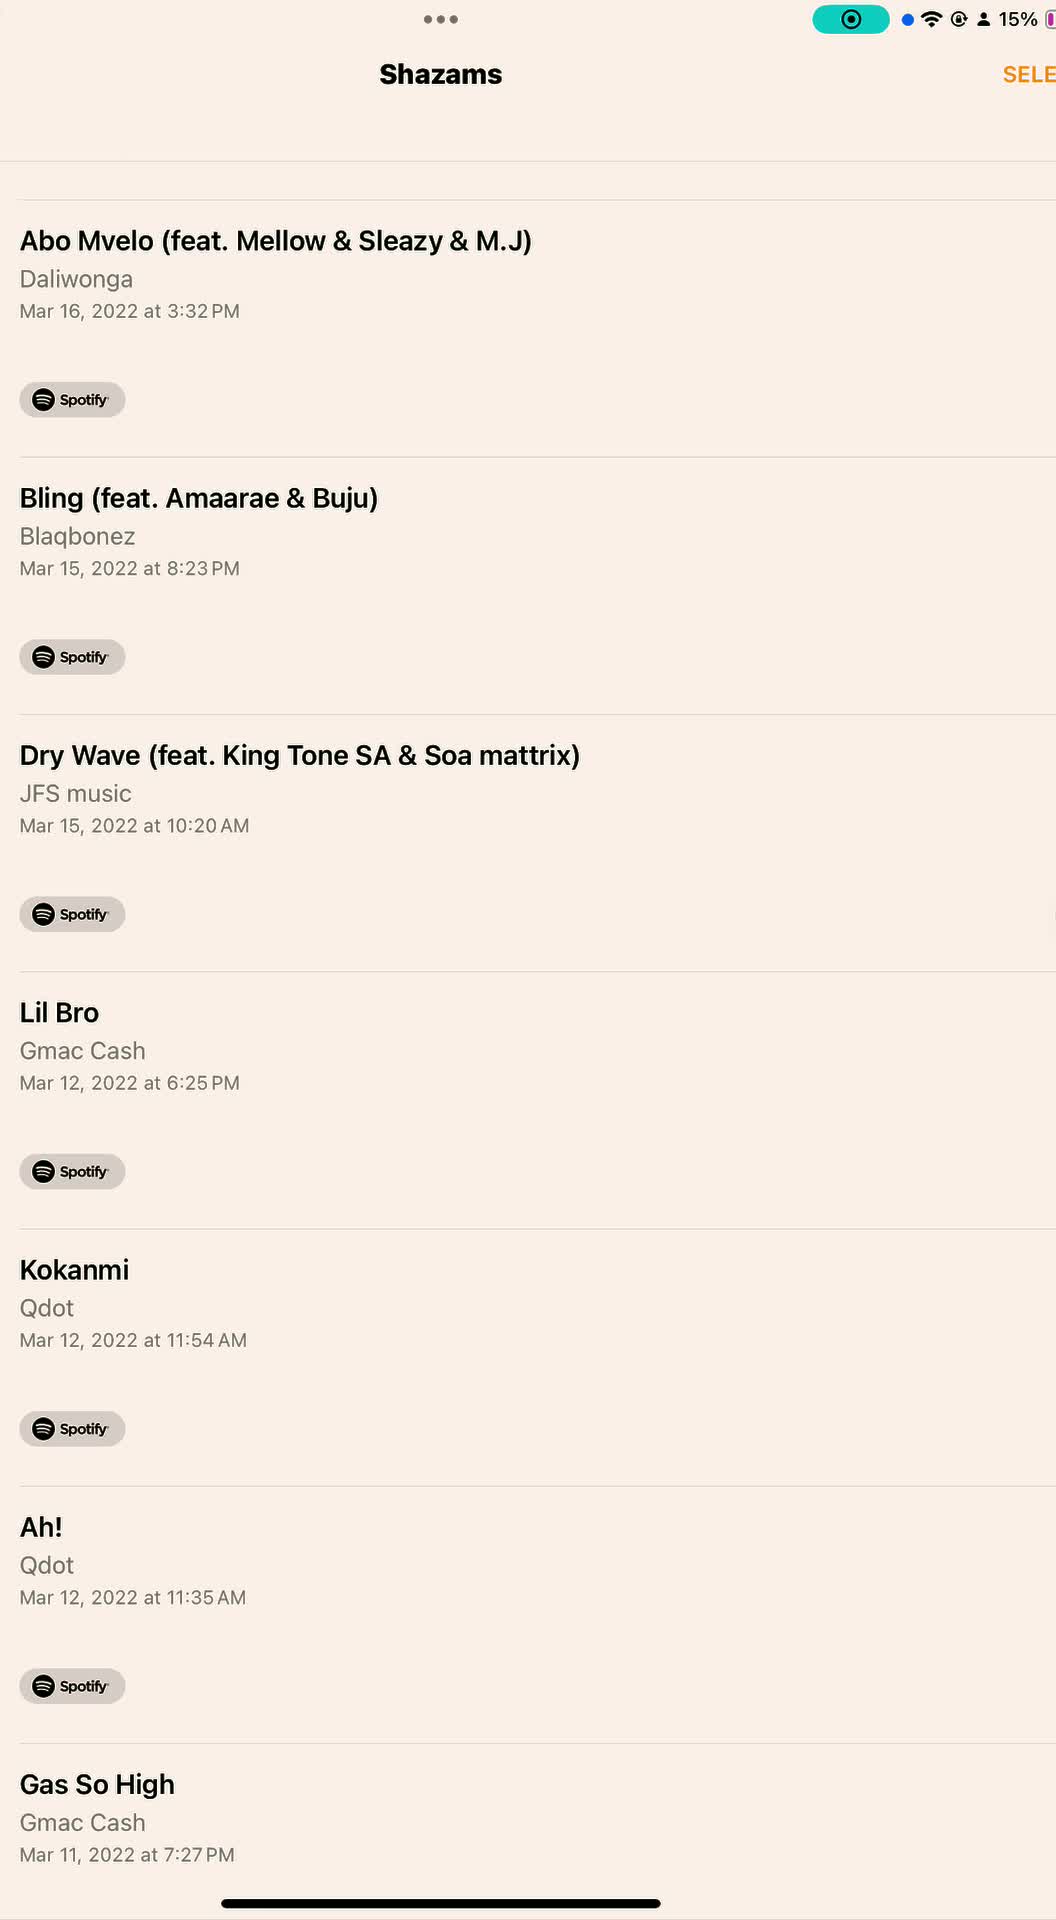 15%
Shazams
SELE
Abo Mvelo (feat. Mellow & Sleazy & M.J)
Daliwonga
Mar 16, 2022 at 3:32 PM
Spotify
Bling (feat. Amaarae & Buju)
Blaqbonez
Mar 15, 2022 at 8:23 PM
Spotify
Dry Wave (feat. King Tone SA & Soa mattrix)
JFS music
Mar 15, 2022 at 10:20 AM
Spotify
Lil Bro
Gmac Cash
Mar 12, 2022 at 6:25 PM
Spotify
Kokanmi
Qdot
Mar 12, 2022 at 11:54 AM
Spotify
Ah!
Qdot
Mar 12, 2022 at 11:35 AM
Spotify
Gas So High
Gmac Cash
Mar 11, 2022 at 7:27 PM